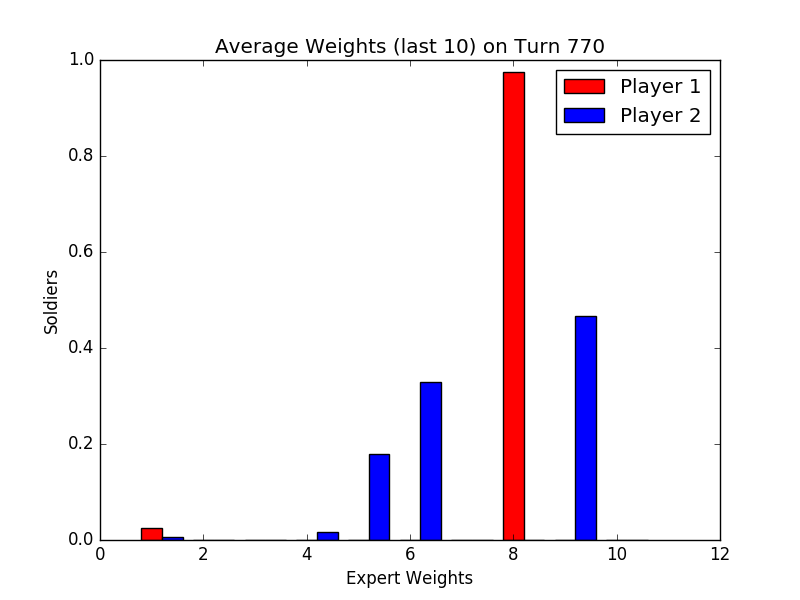 Average Weights (last 10) on Turn 770
1.0
Player 1
Player 2
0.8
0.6
Soldiers
0.4
0.2
0.0
0 2 4 6 8 10 12
Expert Weights